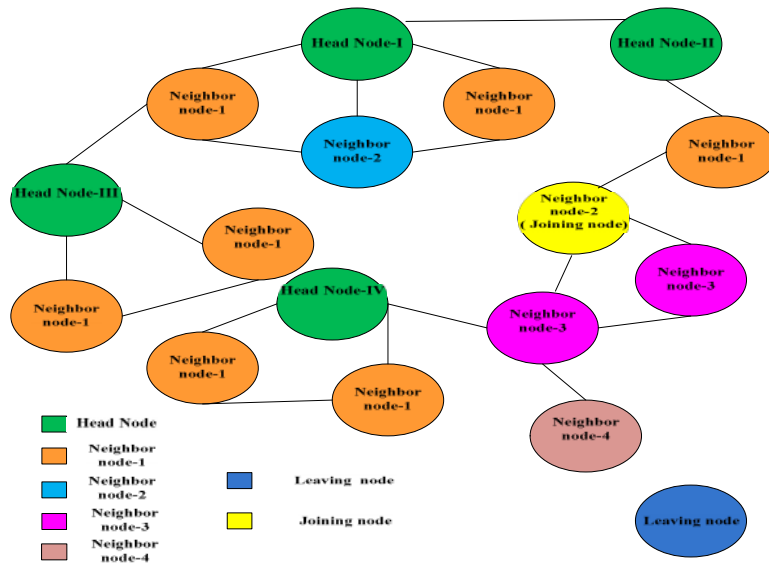 Head Node-I
Head Node-II
Neighbor
node-1
Neighbor
node-1
Neighbor
node-2
Neighbor
node-1
Head Node-III
Neighbor
node-2
( Joining node)
Neighbor
node-1
Neighbor
node-3
Head Node-IV
Neighbor
node-1
Neighbor
node-3
Neighbor
node-1
Neighbor
node-1
Neighbor
node-4
Head Node
Neighbor
node-1
Neighbor
node-2
Neighbor
node-3
Neighbor
node-4
Leaving node
Joining node
Leaving node